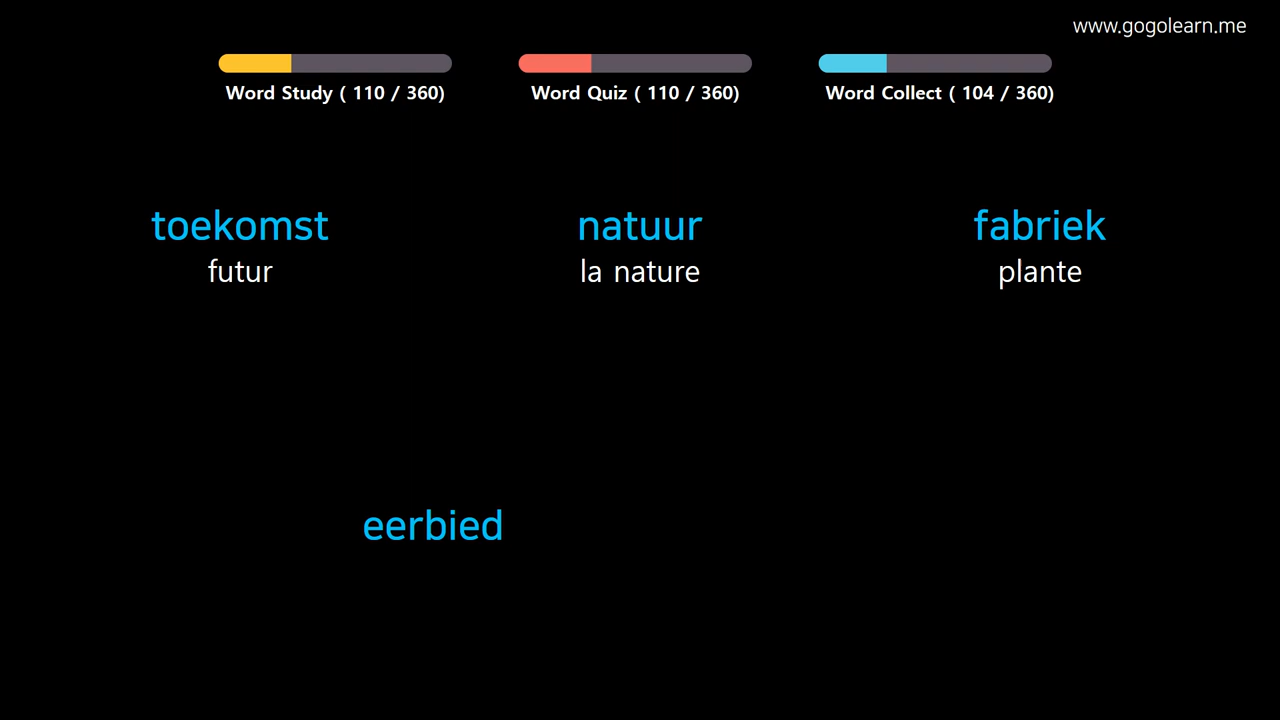 www.gogolearn.me
Word Study ( 110 / 360)
Word Quiz ( 110 / 360)
Word Collect ( 104 / 360)
toekomst
futur
natuur
la nature
fabriek
plante
eerbied